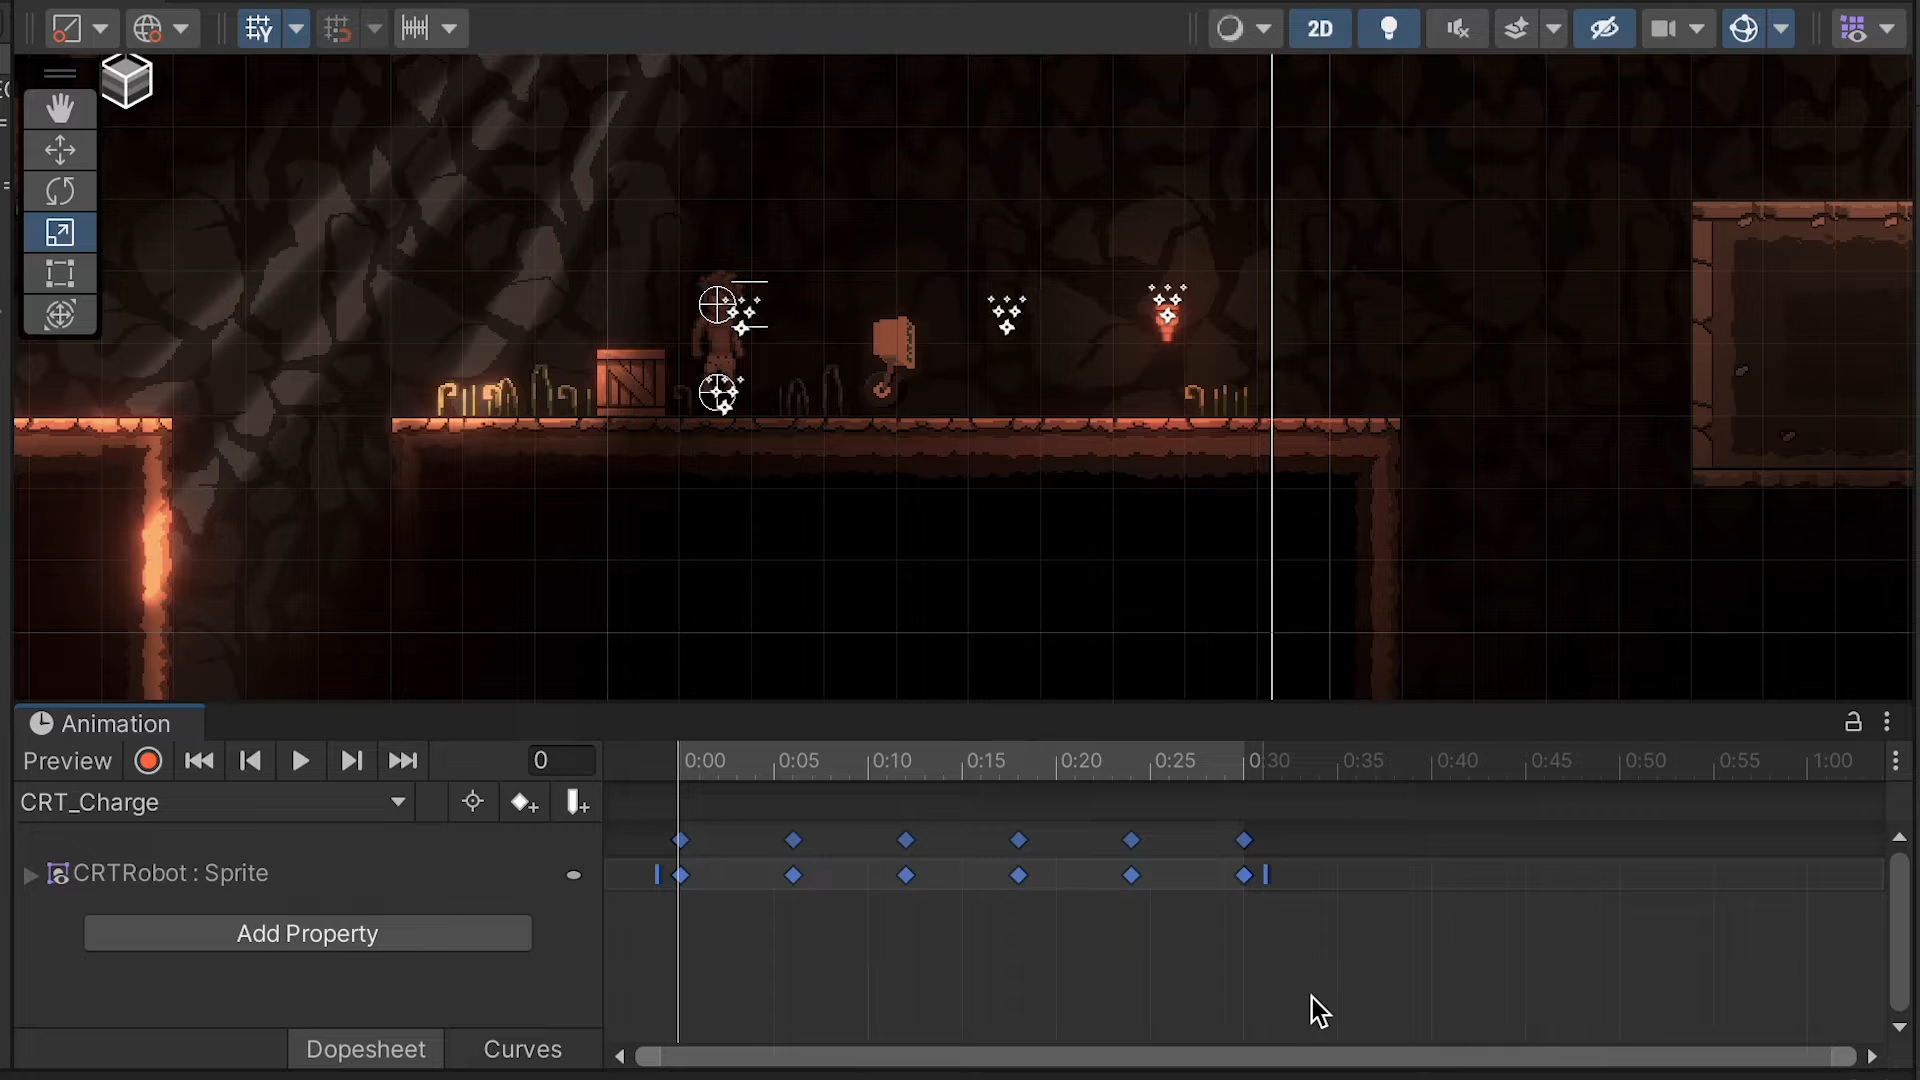 2D
Animation
Preview
0
0:00
0:05
0:10
0:15
0:20
0:25
0:30
0:35
0:40
0:45
0:50
0:55
1:00
CRT_Charge
CRTRobot : Sprite
Add Property
Dopesheet
Curves